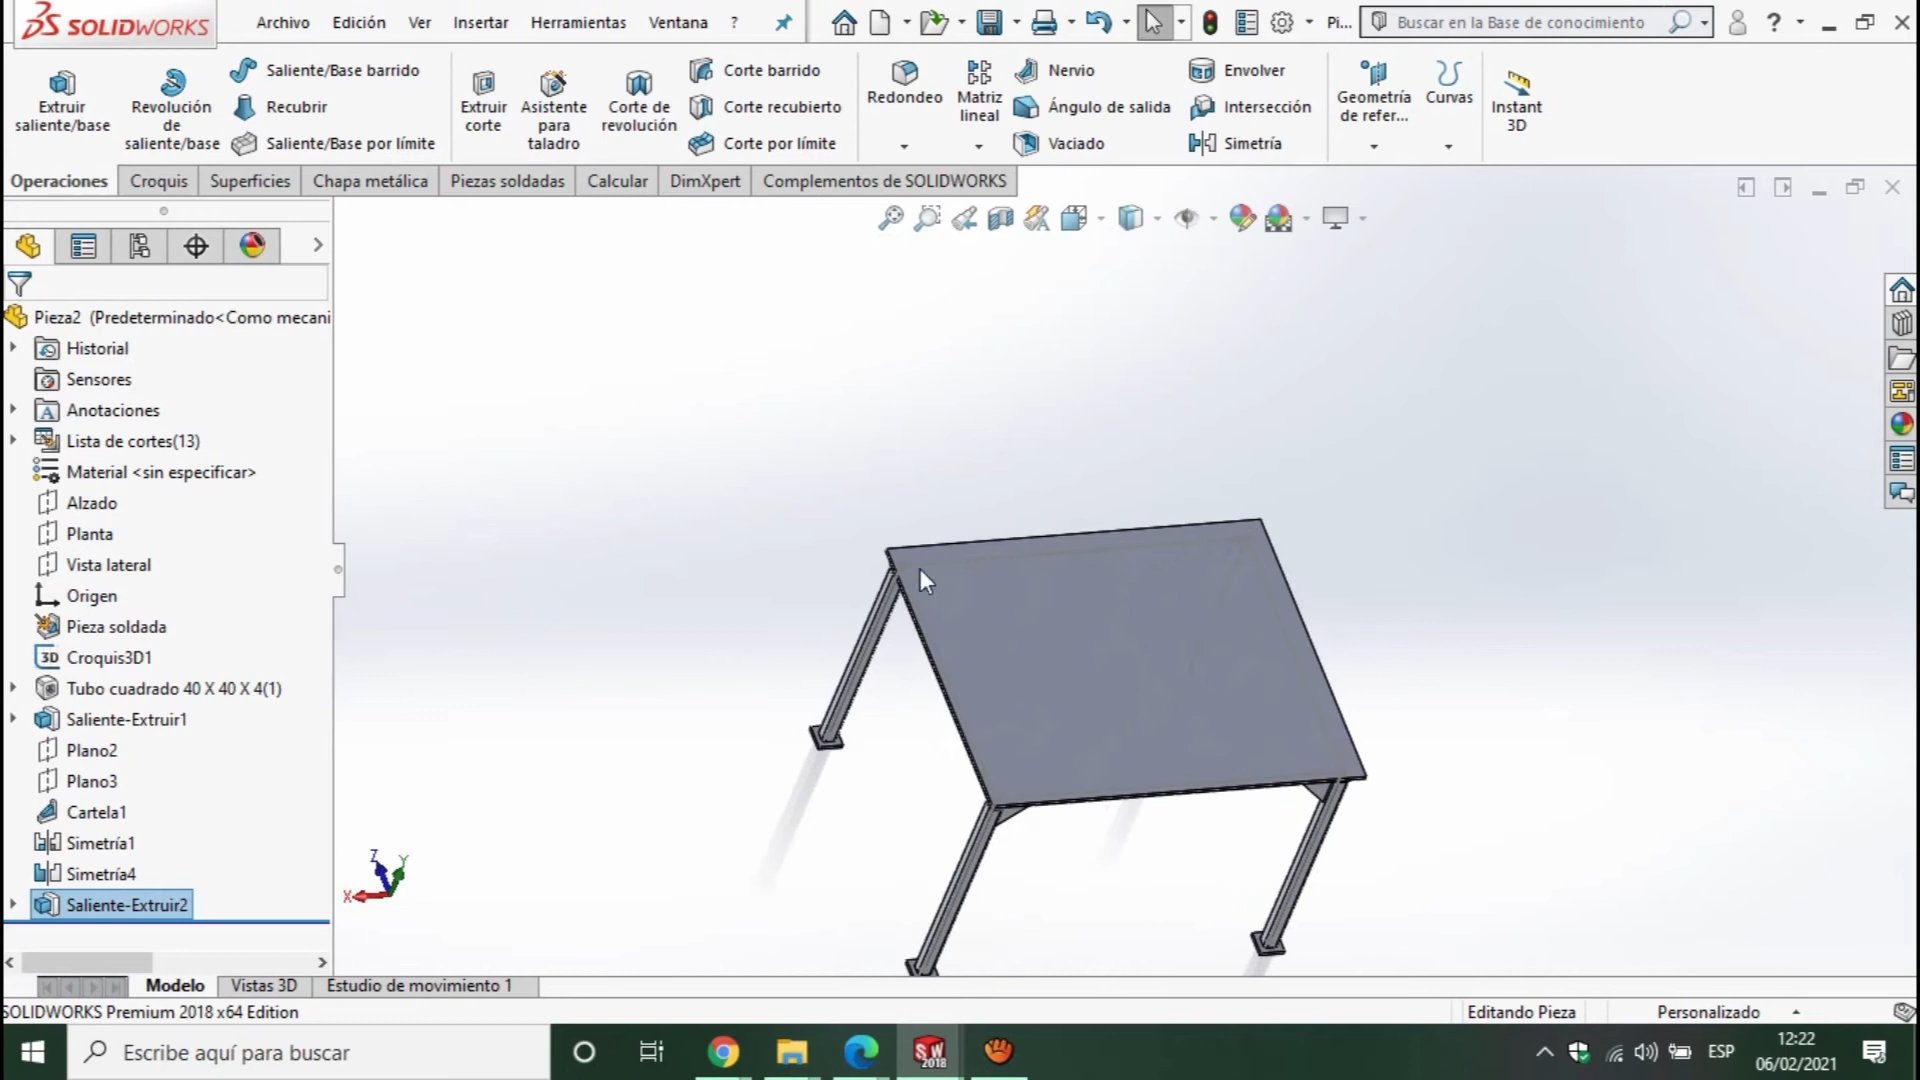 SOLIDWORKS
Archivo Edición Ver Insertar Herramientas Ventana ?
Pi...
Buscar en la Base de conocimiento
?
Extruir saliente/base
Revolución de saliente/base
Saliente/Base barrido
Recubrir
Saliente/Base por límite
Extruir corte
Asistente para taladro
Corte de revolución
Corte barrido
Corte recubierto
Corte por límite
Redondeo
Matriz lineal
Nervio
Ángulo de salida
Vaciado
Envolver
Intersección
Simetría
Geometría de refer...
Curvas
Instant 3D
Operaciones Croquis Superficies Chapa metálica Piezas soldadas Calcular DimXpert Complementos de SOLIDWORKS
Pieza2 (Predeterminado<Como mecani
Historial
Sensores
Anotaciones
Lista de cortes(13)
Material <sin especificar>
Alzado
Planta
Vista lateral
Origen
Pieza soldada
3D Croquis3D1
Tubo cuadrado 40 X 40 X 4(1)
Saliente-Extruir1
Plano2
Plano3
Cartela1
Simetría1
Simetría4
Saliente-Extruir2
Z
Y
X
Modelo Vistas 3D Estudio de movimiento 1
SOLIDWORKS Premium 2018 x64 Edition
Editando Pieza
Personalizado
Escribe aquí para buscar
SW 2018
ESP
12:22
06/02/2021